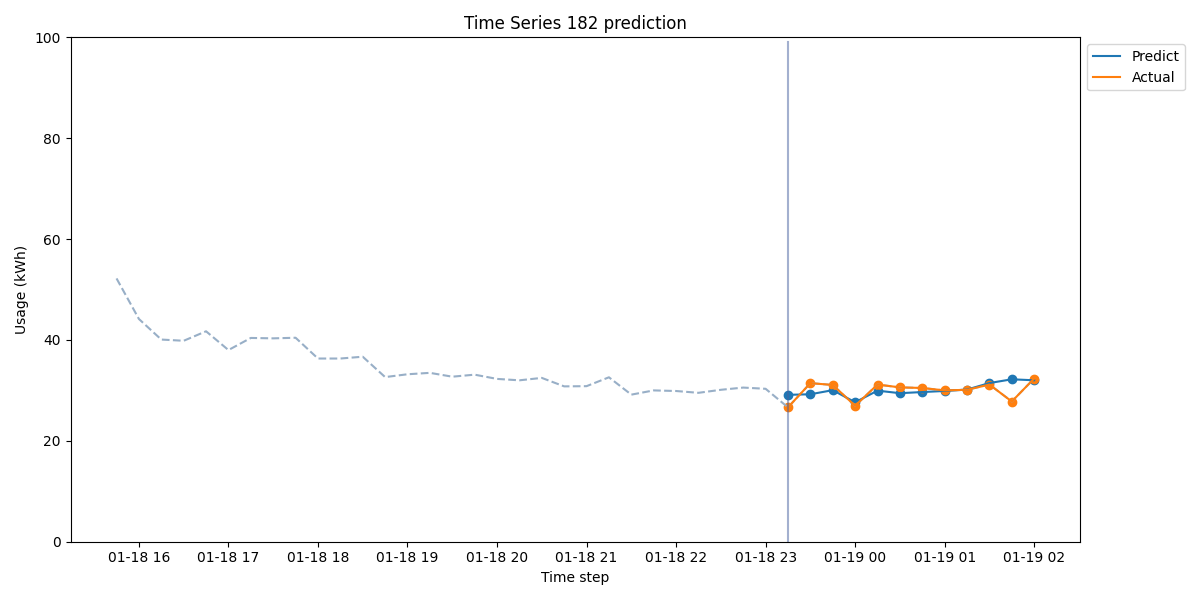 Time Series 182 prediction
Predict
Actual
Usage (kWh)
100
80
60
40
20
0
01-18 16 01-18 17 01-18 18 01-18 19 01-18 20 01-18 21 01-18 22 01-18 23 01-19 00 01-19 01 01-19 02
Time step